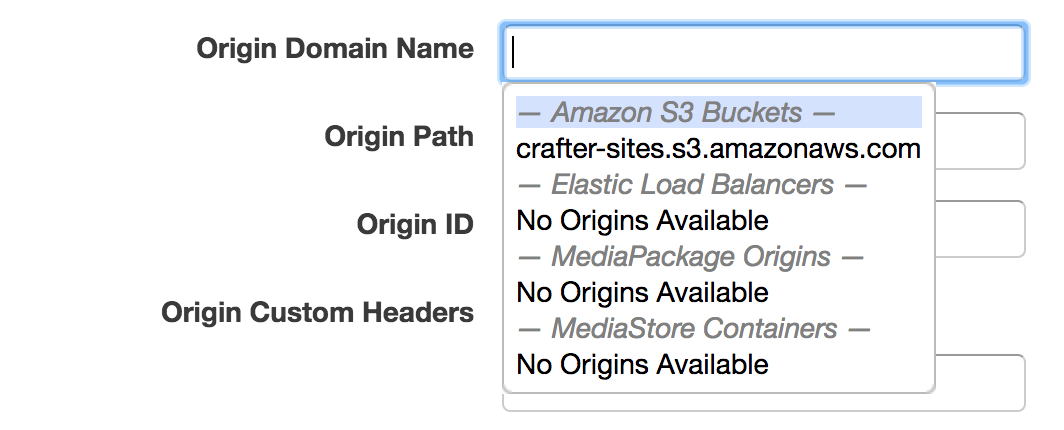 Origin Domain Name
— Amazon S3 Buckets —
Origin Path
crafter-sites.s3.amazonaws.com
— Elastic Load Balancers —
Origin ID
No Origins Available
— MediaPackage Origins —
No Origins Available
Origin Custom Headers
— MediaStore Containers —
No Origins Available